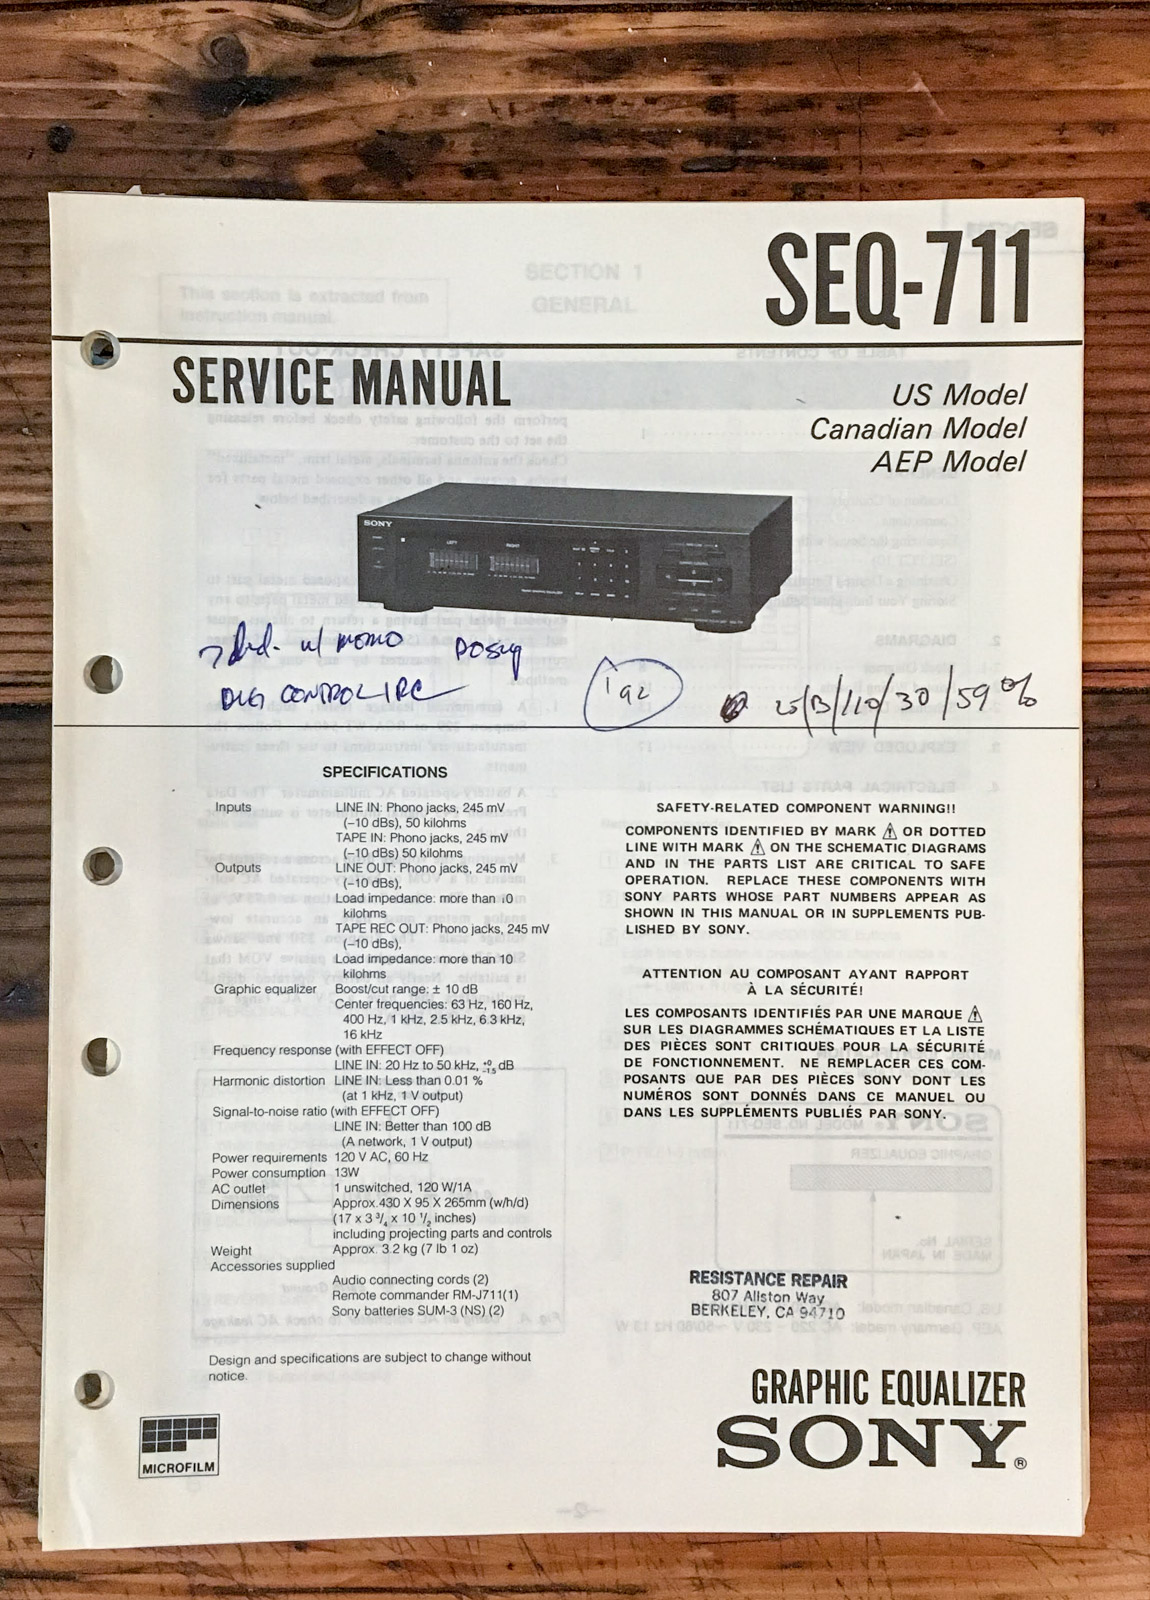 SEQ-711
SERVICE MANUAL
US Model
Canadian Model
AEP Model
SONY
LEFT
RIGHT
w/ MONO
CONTROL IRC
'92
25/13/110/30/59%
SPECIFICATIONS
Inputs LINE IN: Phono jacks, 245 mV
(−10 dBs), 50 kilohms
TAPE IN: Phono jacks, 245 mV
(−10 dBs) 50 kilohms
Outputs LINE OUT: Phono jacks, 245 mV
(−10 dBs),
Load impedance: more than 10
kilohms
TAPE REC OUT: Phono jacks, 245 mV
(−10 dBs),
Load impedance: more than 10
kilohms
Graphic equalizer Boost/cut range: ± 10 dB
Center frequencies: 63 Hz, 160 Hz,
400 Hz, 1 kHz, 2.5 kHz, 6.3 kHz,
16 kHz
Frequency response (with EFFECT OFF)
LINE IN: 20 Hz to 50 kHz, +0 −1.5 dB
Harmonic distortion LINE IN: Less than 0.01 %
(at 1 kHz, 1 V output)
Signal-to-noise ratio (with EFFECT OFF)
LINE IN: Better than 100 dB
(A network, 1 V output)
Power requirements 120 V AC, 60 Hz
Power consumption 13W
AC outlet 1 unswitched, 120 W/1A
Dimensions Approx.430 X 95 X 265mm (w/h/d)
(17 x 3 3/4 x 10 1/2 inches)
including projecting parts and controls
Weight Approx. 3.2 kg (7 lb 1 oz)
Accessories supplied
Audio connecting cords (2)
Remote commander RM-J711(1)
Sony batteries SUM-3 (NS) (2)
Design and specifications are subject to change without
notice.
SAFETY-RELATED COMPONENT WARNING!!
COMPONENTS IDENTIFIED BY MARK ⚠ OR DOTTED
LINE WITH MARK ⚠ ON THE SCHEMATIC DIAGRAMS
AND IN THE PARTS LIST ARE CRITICAL TO SAFE
OPERATION. REPLACE THESE COMPONENTS WITH
SONY PARTS WHOSE PART NUMBERS APPEAR AS
SHOWN IN THIS MANUAL OR IN SUPPLEMENTS PUB-
LISHED BY SONY.
ATTENTION AU COMPOSANT AYANT RAPPORT
À LA SÉCURITÉ!
LES COMPOSANTS IDENTIFIÉS PAR UNE MARQUE ⚠
SUR LES DIAGRAMMES SCHÉMATIQUES ET LA LISTE
DES PIÈCES SONT CRITIQUES POUR LA SÉCURITÉ
DE FONCTIONNEMENT. NE REMPLACER CES COM-
POSANTS QUE PAR DES PIÈCES SONY DONT LES
NUMÉROS SONT DONNÉS DANS CE MANUEL OU
DANS LES SUPPLÉMENTS PUBLIÉS PAR SONY.
RESISTANCE REPAIR
807 Allston Way
BERKELEY, CA 94710
GRAPHIC EQUALIZER
SONY®
MICROFILM